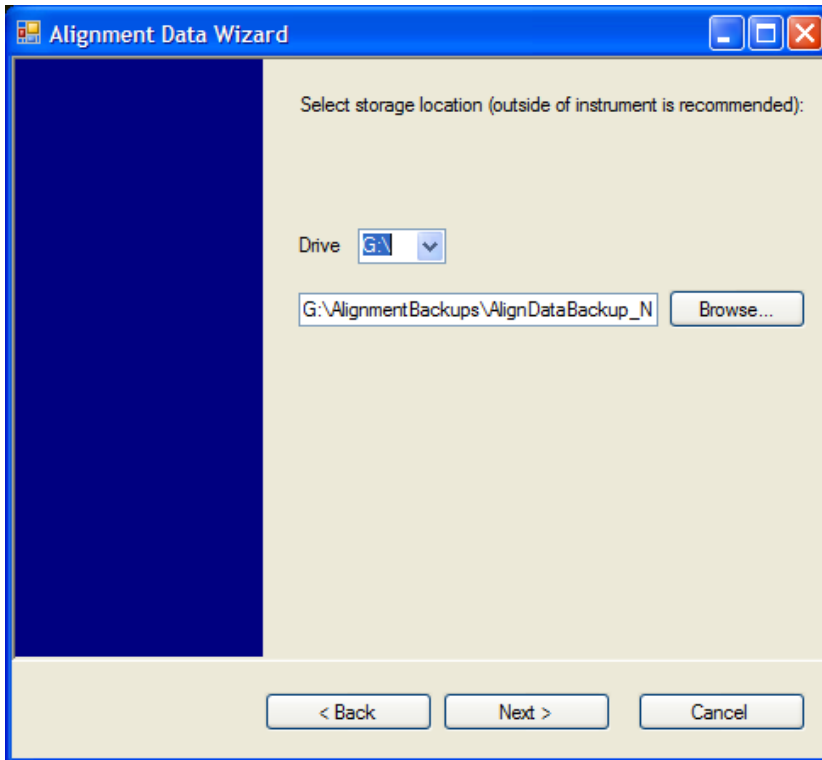 Alignment Data Wizard
Select storage location (outside of instrument is recommended):
Drive G:\
G:\AlignmentBackups\AlignDataBackup_N Browse...
< Back Next > Cancel